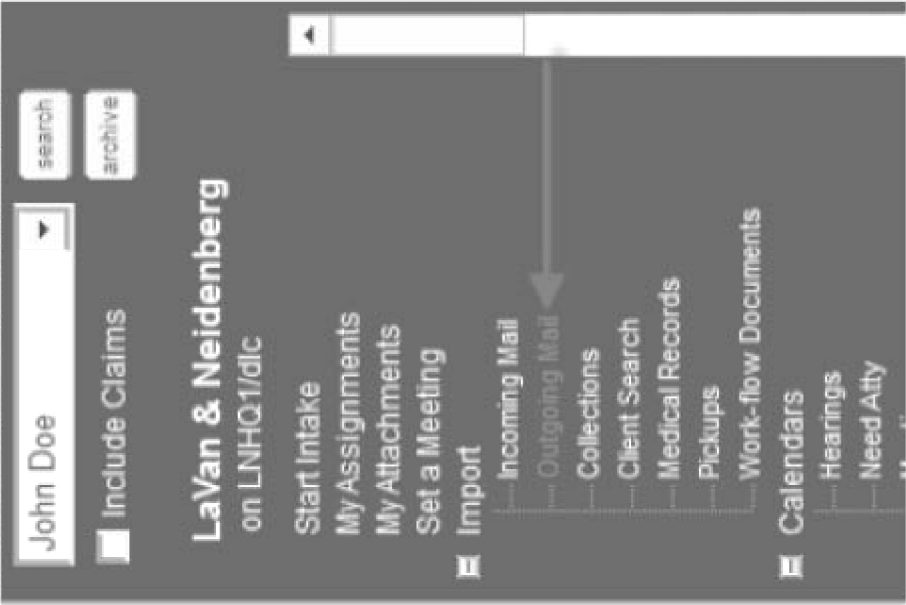 John Doe
search
Include Claims
archive
LaVan & Neidenberg
on LNHQ1/dlc
Start Intake
My Assignments
My Attachments
Set a Meeting
Import
Incoming Mail
Outgoing Mail
Collections
Client Search
Medical Records
Pickups
Work-flow Documents
Calendars
Hearings
Need Atty